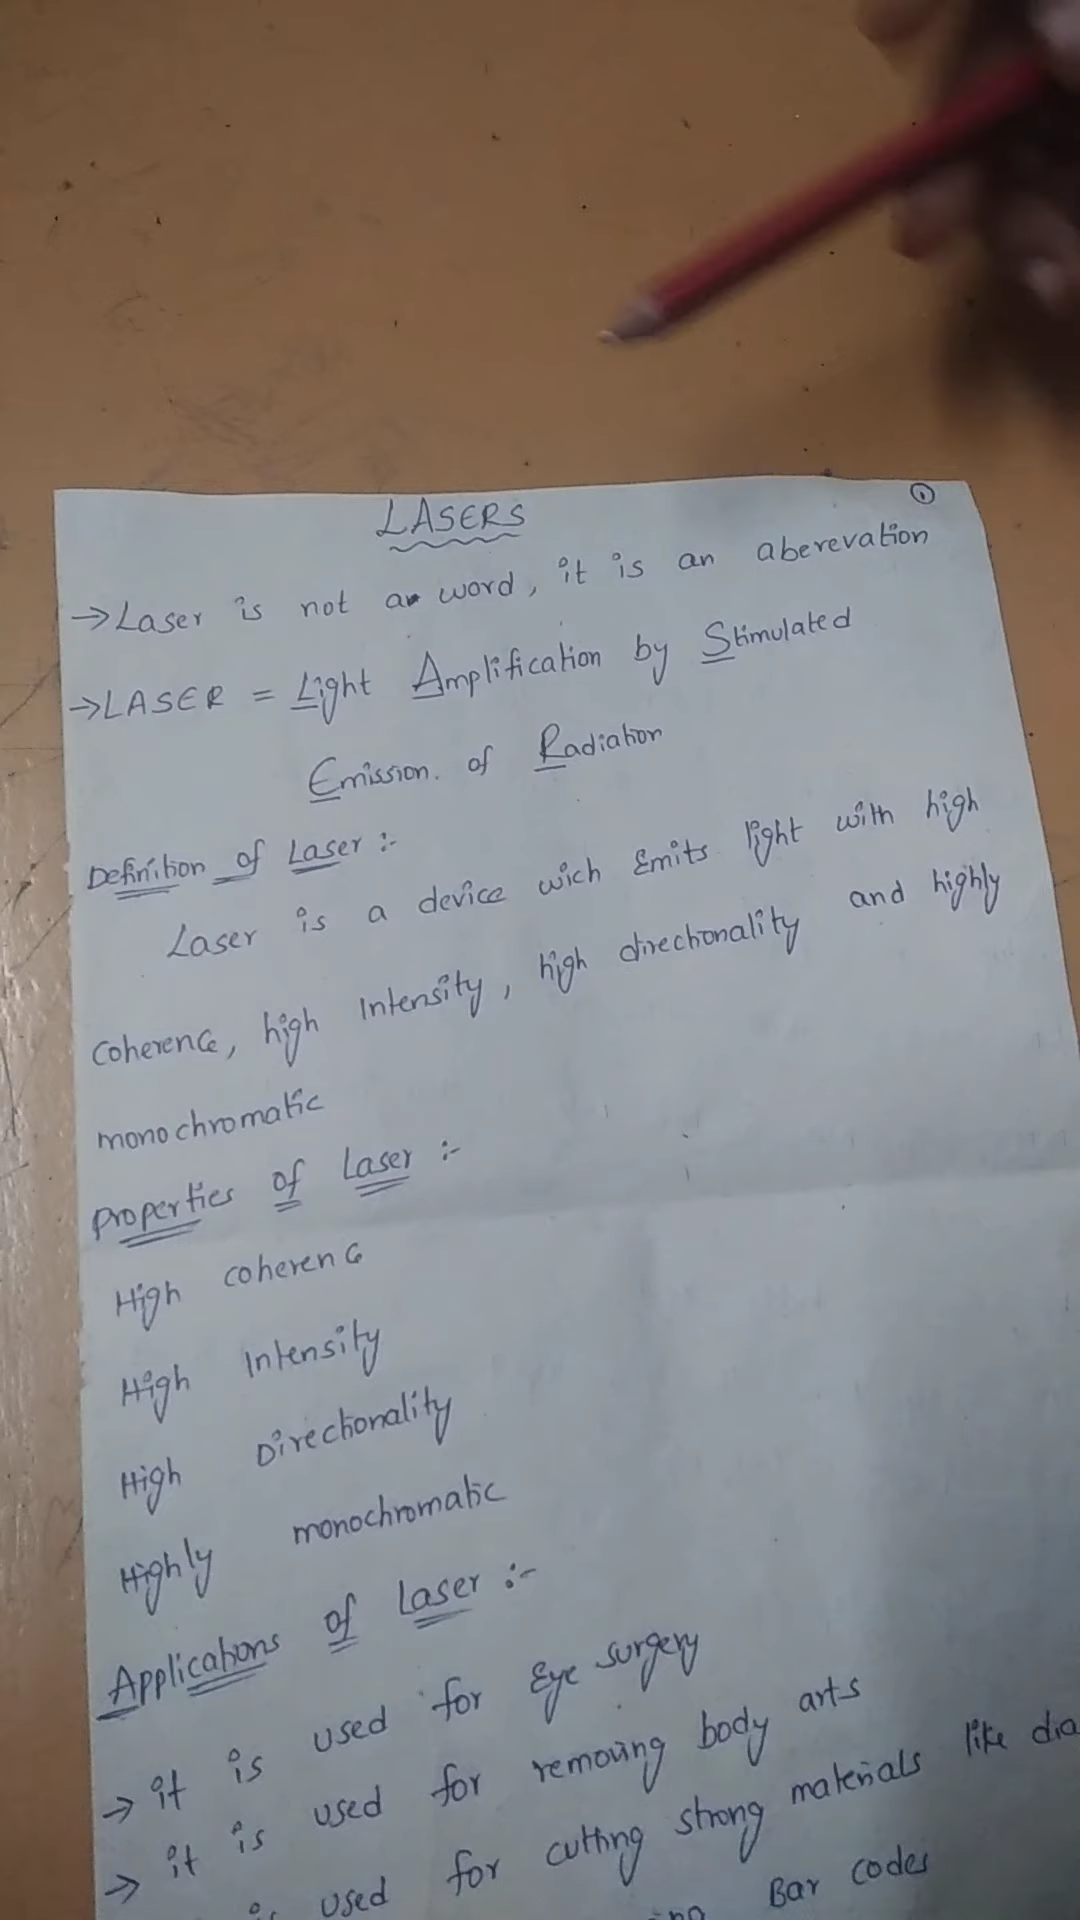 ①
LASERS
→Laser is not a word, it is an aberevation
→LASER = Light Amplification by Stimulated
Emission. of Radiation
Definition of Laser :-
Laser is a device wich Emits light with high
Coherence, high Intensity, high directionality and highly
monochromatic
Properties of Laser :-
High coherence
High Intensity
High Directionality
Highly monochromatic
Applications of Laser :-
→ it is used for Eye surgery
→ it is used for removing body arts
is used for cutting strong materials like dia
Bar codes